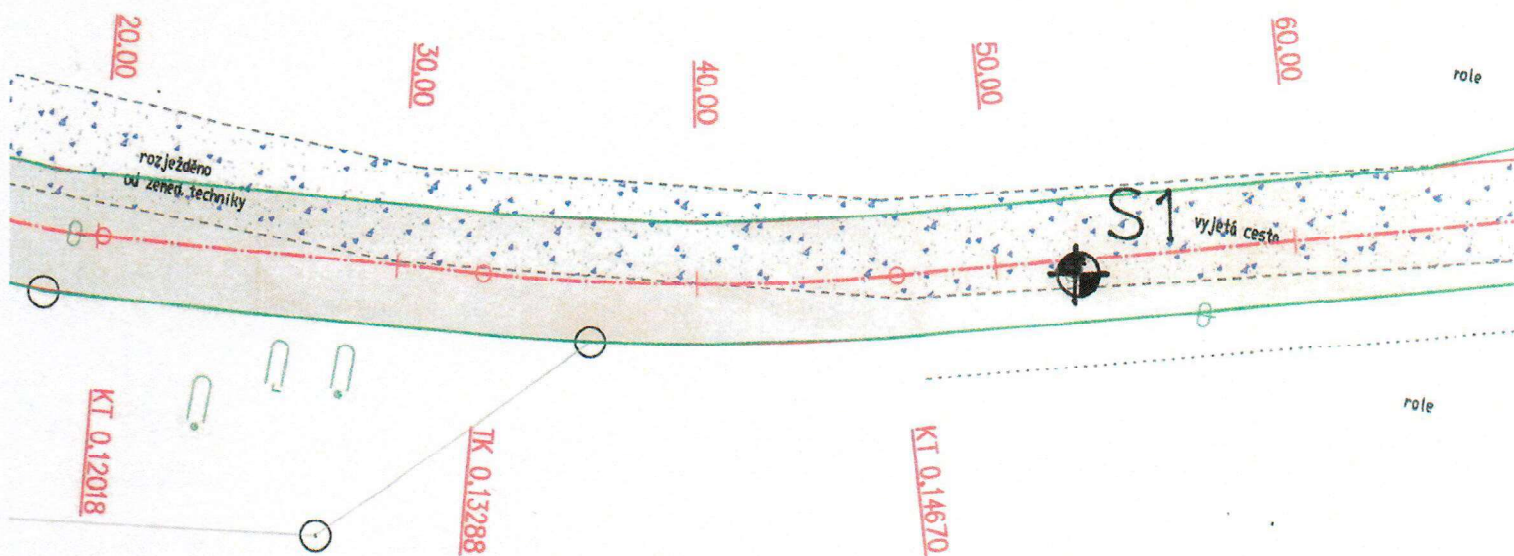 20,00
30,00
40,00
50,00
60,00
role
rozježděno
od zeměd. techniky
S1
vyjetá cesta
role
KT 0,12018
TK 0,13288
KT 0,14670